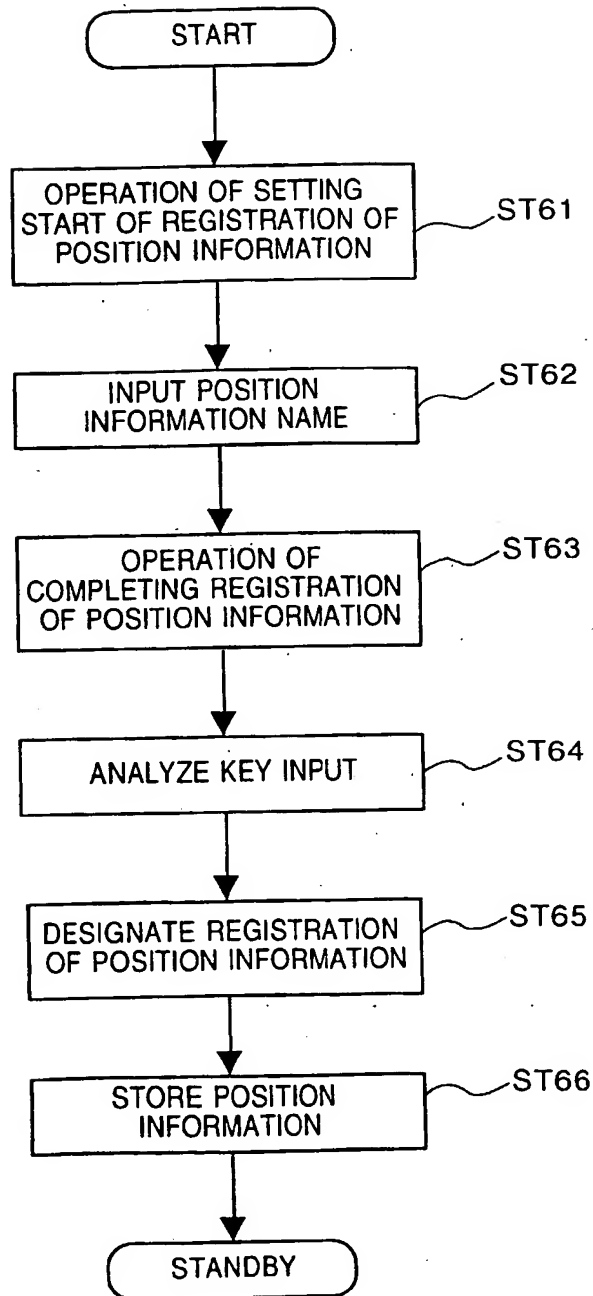 START
OPERATION OF SETTING
START OF REGISTRATION OF
POSITION INFORMATION
ST61
INPUT POSITION
INFORMATION NAME
ST62
OPERATION OF
COMPLETING REGISTRATION
OF POSITION INFORMATION
ST63
ANALYZE KEY INPUT
ST64
DESIGNATE REGISTRATION
OF POSITION INFORMATION
ST65
STORE POSITION
INFORMATION
ST66
STANDBY